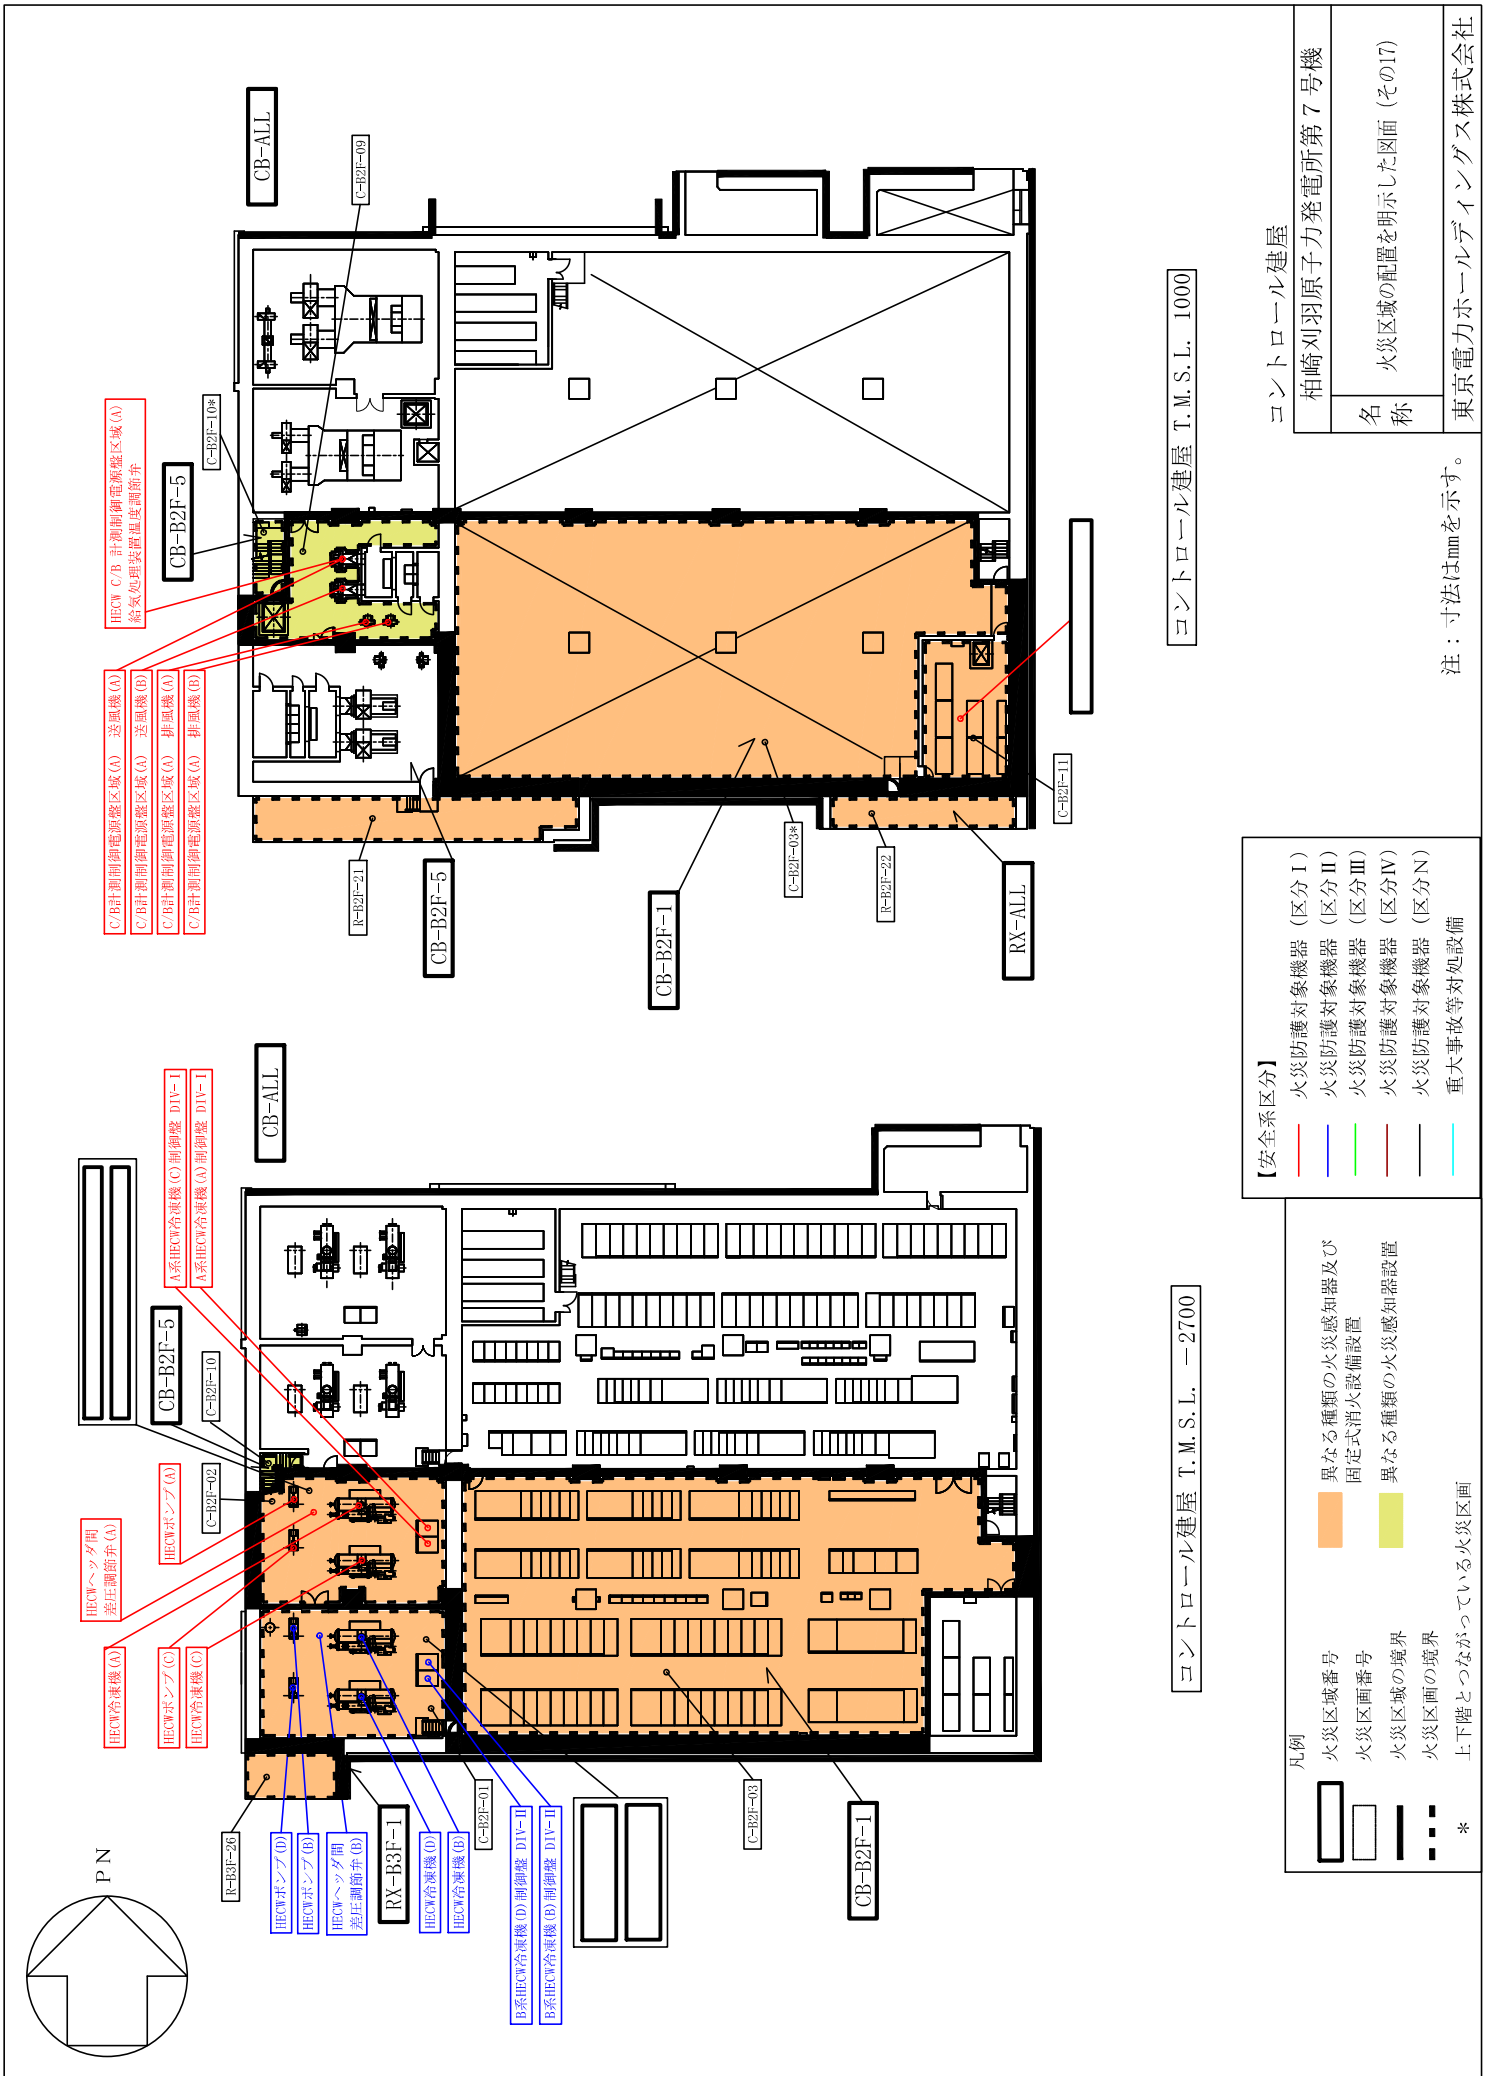 PN
R-B3F-26
HECWポンプ(D)
HECWポンプ(B)
HECWヘッダ間
差圧調節弁(B)
RX-B3F-1
HECW冷凍機(D)
HECW冷凍機(B)
C-B2F-01
B系HECW冷凍機(D)制御盤 DIV-II
B系HECW冷凍機(B)制御盤 DIV-II
C-B2F-03
CB-B2F-1
HECW冷凍機(A)
HECWポンプ(C)
HECW冷凍機(C)
HECWヘッダ間
差圧調節弁(A)
HECWポンプ(A)
C-B2F-02
C-B2F-10
CB-B2F-5
A系HECW冷凍機(C)制御盤 DIV-I
A系HECW冷凍機(A)制御盤 DIV-I
CB-ALL
コントロール建屋 T.M.S.L. −2700
C/B計測制御電源盤区域(A) 送風機(A)
C/B計測制御電源盤区域(A) 送風機(B)
C/B計測制御電源盤区域(A) 排風機(A)
C/B計測制御電源盤区域(A) 排風機(B)
HECW C/B 計測制御電源盤区域(A)
給気処理装置温度調節弁
CB-B2F-5
C-B2F-10*
CB-ALL
C-B2F-09
R-B2F-21
CB-B2F-5
CB-B2F-1
C-B2F-03*
R-B2F-22
RX-ALL
C-B2F-11
コントロール建屋 T.M.S.L. 1000
凡例
火災区域番号
火災区画番号
火災区域の境界
火災区画の境界
* 上下階とつながっている火災区画
異なる種類の火災感知器及び
固定式消火設備設置
異なる種類の火災感知器設置
【安全系区分】
火災防護対象機器（区分Ⅰ）
火災防護対象機器（区分Ⅱ）
火災防護対象機器（区分Ⅲ）
火災防護対象機器（区分Ⅳ）
火災防護対象機器（区分N）
重大事故等対処設備
注：寸法はmmを示す。
コントロール建屋
柏崎刈羽原子力発電所第７号機
名称
火災区域の配置を明示した図面（その17）
東京電力ホールディングス株式会社